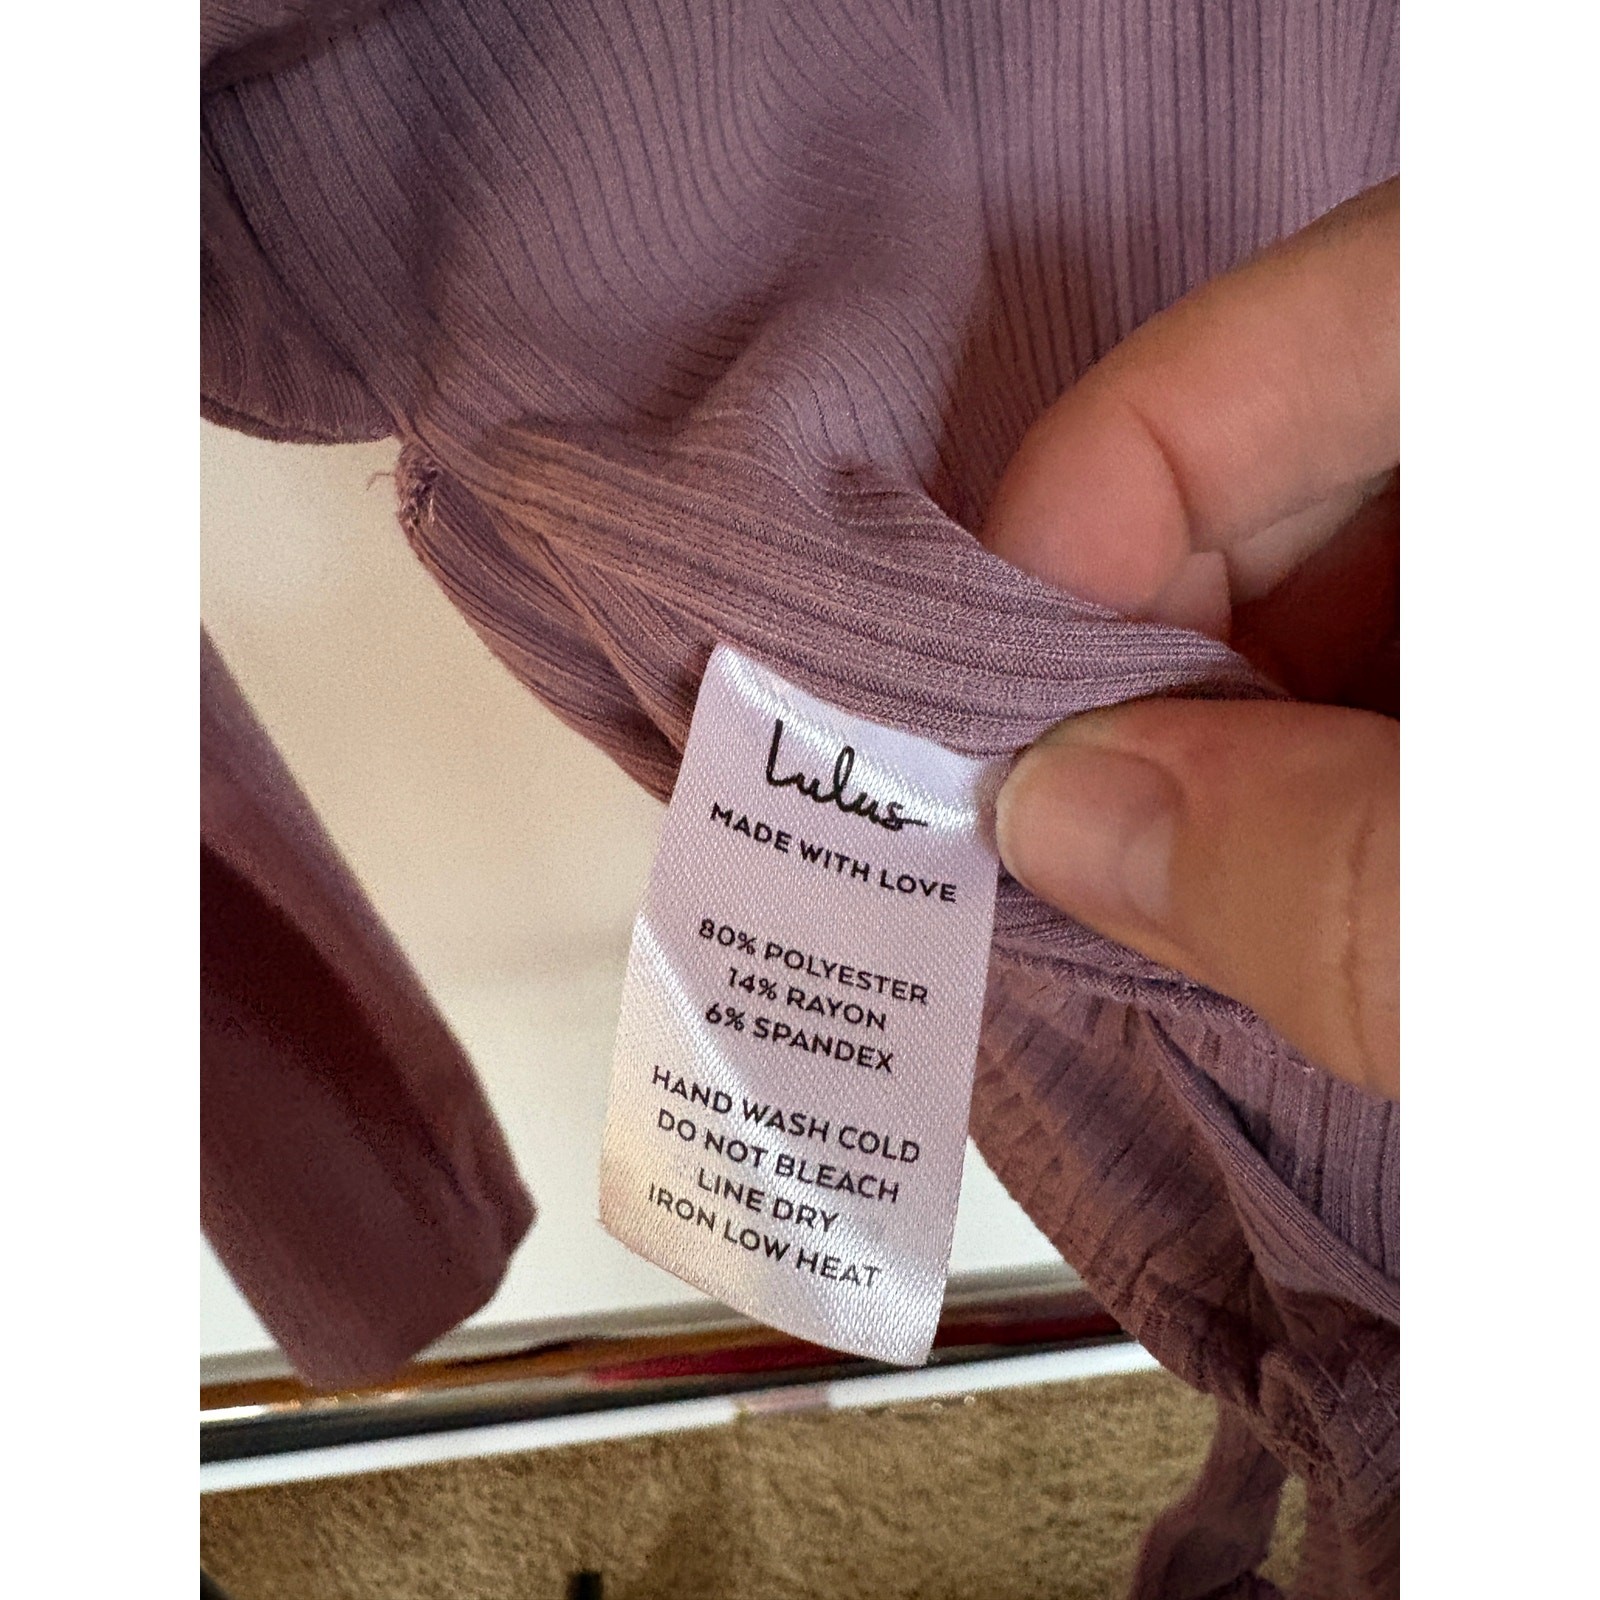 Lulus
MADE WITH LOVE
80% POLYESTER
14% RAYON
6% SPANDEX
HAND WASH COLD
DO NOT BLEACH
LINE DRY
IRON LOW HEAT